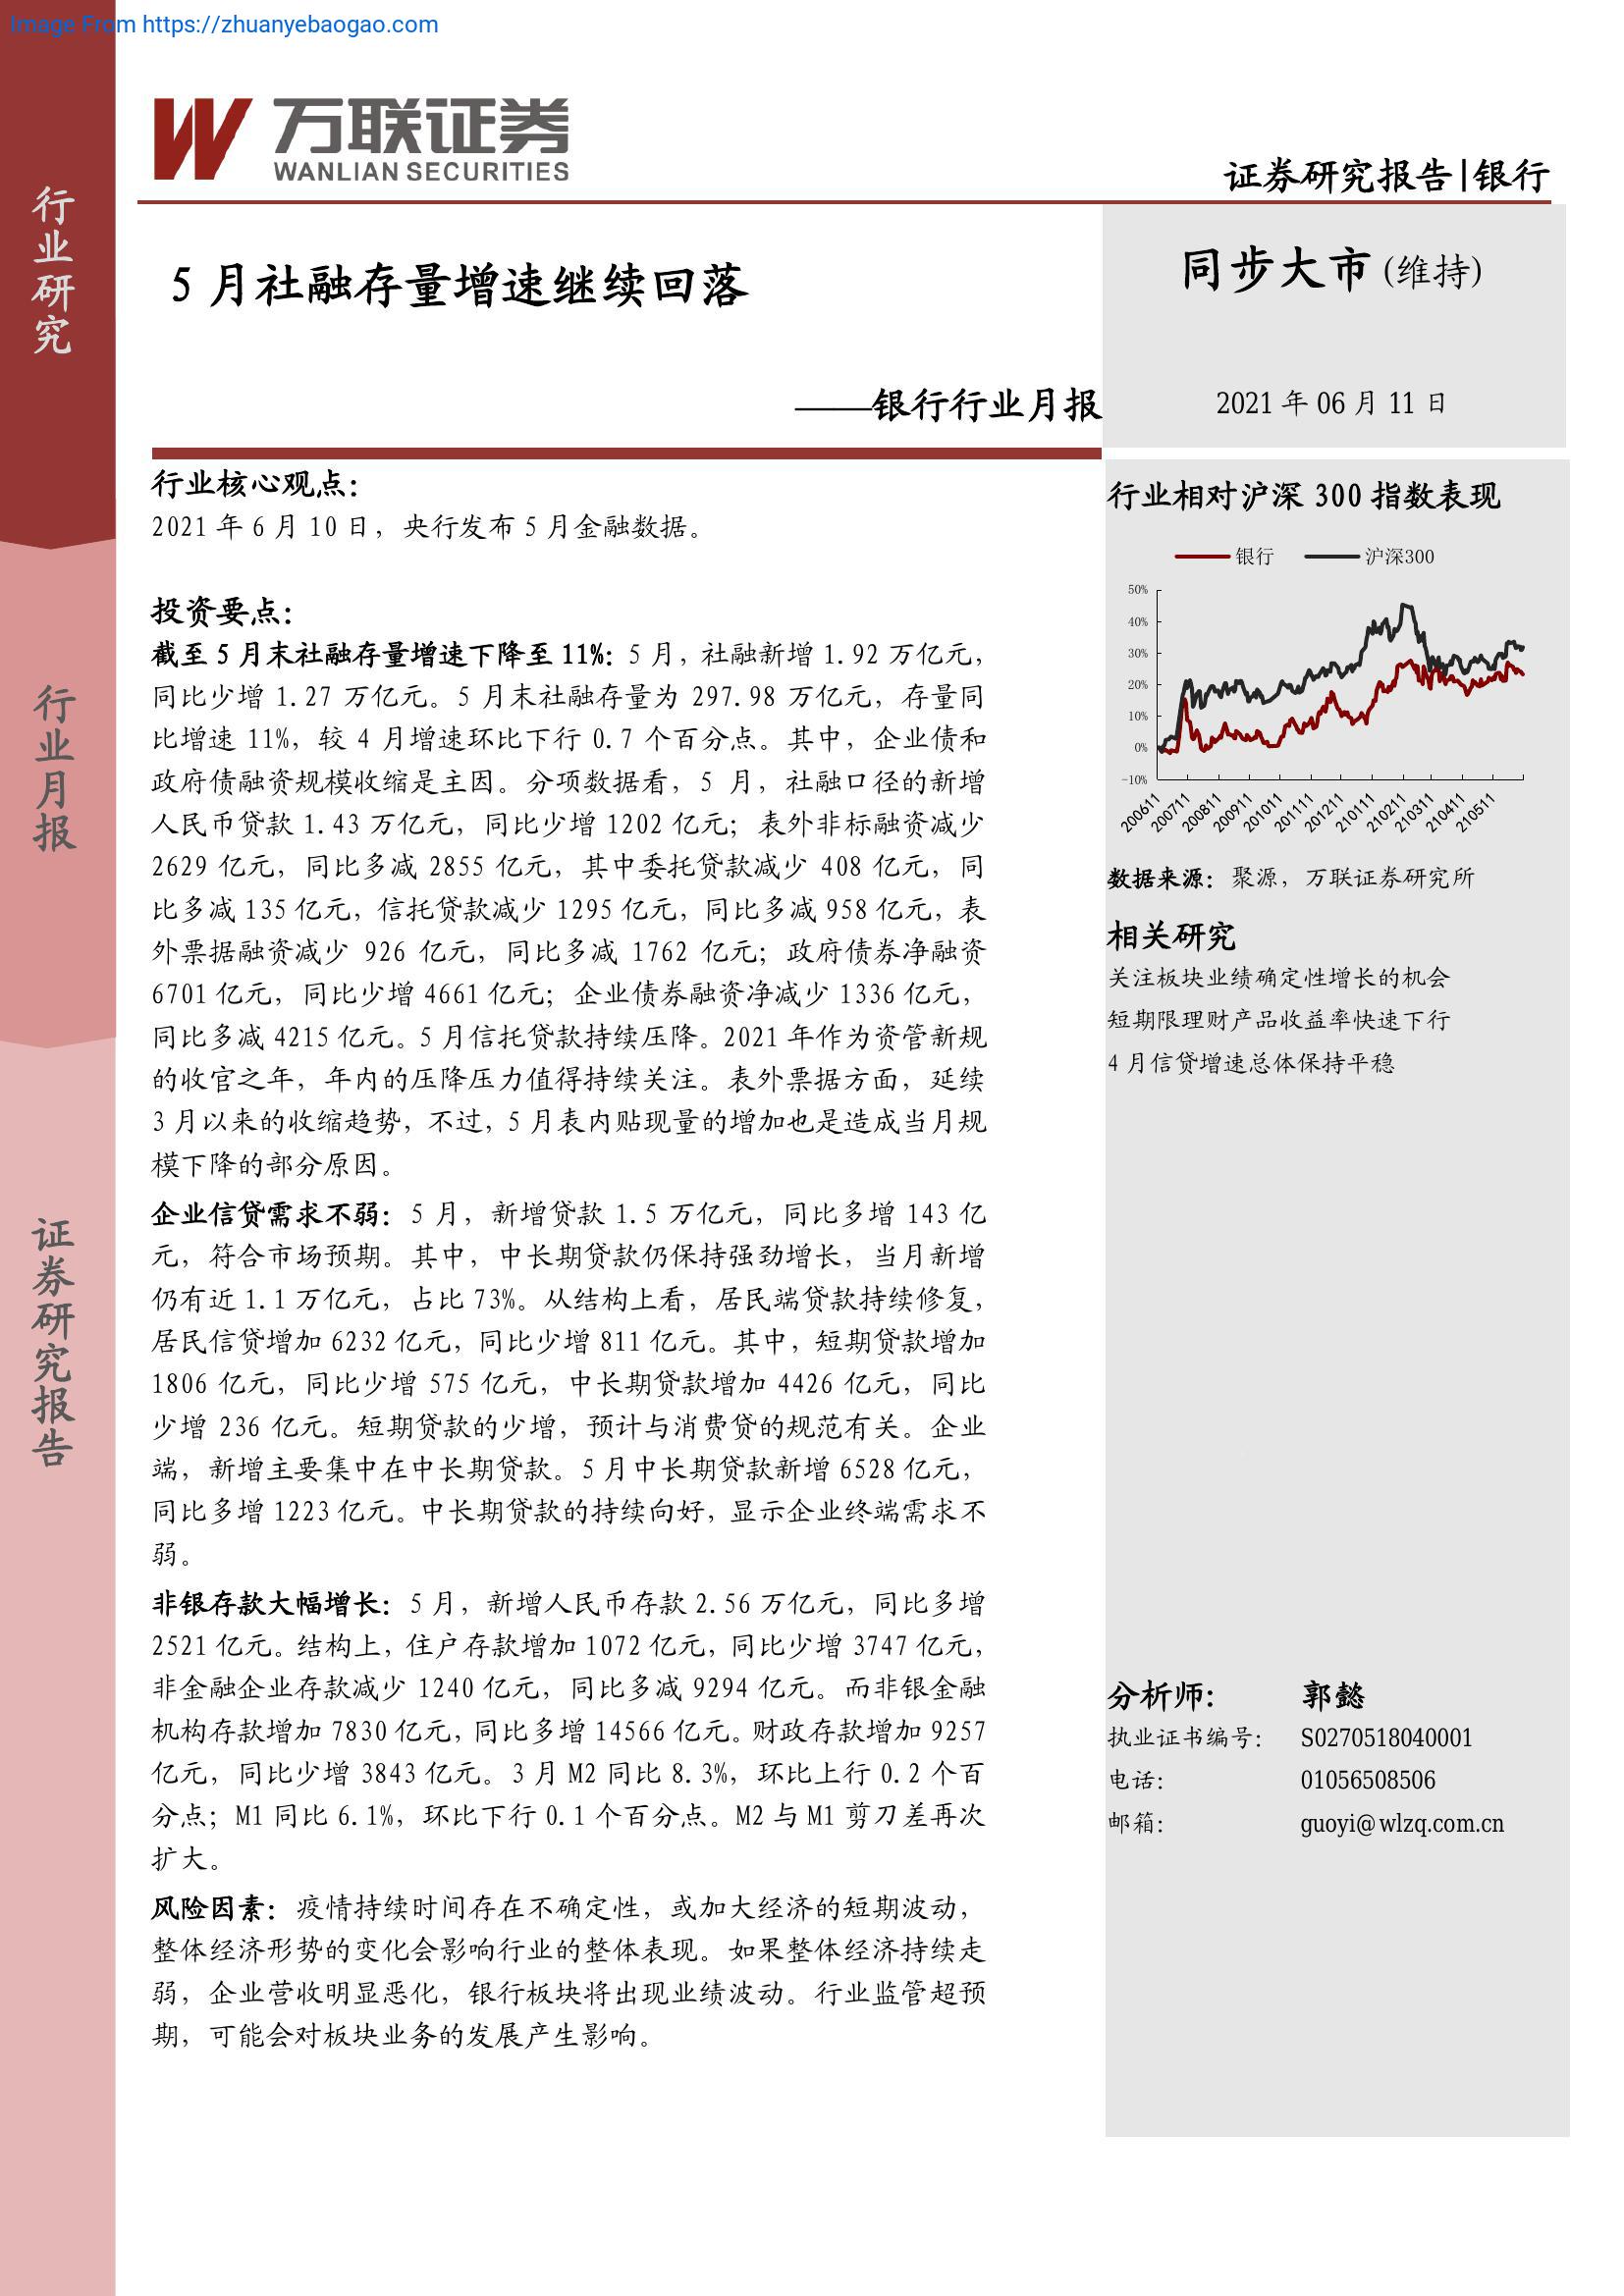 Image From https://zhuanyebaogao.com
万联证券
WANLIAN SECURITIES
证券研究报告|银行
行业研究
行业月报
证券研究报告
5 月社融存量增速继续回落
——银行行业月报
同步大市(维持)
2021 年 06 月 11 日
行业核心观点：
2021 年 6 月 10 日，央行发布 5 月金融数据。
投资要点：
截至 5 月末社融存量增速下降至 11%：5 月，社融新增 1.92 万亿元，
同比少增 1.27 万亿元。5 月末社融存量为 297.98 万亿元，存量同
比增速 11%，较 4 月增速环比下行 0.7 个百分点。其中，企业债和
政府债融资规模收缩是主因。分项数据看，5 月，社融口径的新增
人民币贷款 1.43 万亿元，同比少增 1202 亿元；表外非标融资减少
2629 亿元，同比多减 2855 亿元，其中委托贷款减少 408 亿元，同
比多减 135 亿元，信托贷款减少 1295 亿元，同比多减 958 亿元，表
外票据融资减少 926 亿元，同比多减 1762 亿元；政府债券净融资
6701 亿元，同比少增 4661 亿元；企业债券融资净减少 1336 亿元，
同比多减 4215 亿元。5 月信托贷款持续压降。2021 年作为资管新规
的收官之年，年内的压降压力值得持续关注。表外票据方面，延续
3 月以来的收缩趋势，不过，5 月表内贴现量的增加也是造成当月规
模下降的部分原因。
企业信贷需求不弱：5 月，新增贷款 1.5 万亿元，同比多增 143 亿
元，符合市场预期。其中，中长期贷款仍保持强劲增长，当月新增
仍有近 1.1 万亿元，占比 73%。从结构上看，居民端贷款持续修复，
居民信贷增加 6232 亿元，同比少增 811 亿元。其中，短期贷款增加
1806 亿元，同比少增 575 亿元，中长期贷款增加 4426 亿元，同比
少增 236 亿元。短期贷款的少增，预计与消费贷的规范有关。企业
端，新增主要集中在中长期贷款。5 月中长期贷款新增 6528 亿元，
同比多增 1223 亿元。中长期贷款的持续向好，显示企业终端需求不
弱。
非银存款大幅增长：5 月，新增人民币存款 2.56 万亿元，同比多增
2521 亿元。结构上，住户存款增加 1072 亿元，同比少增 3747 亿元，
非金融企业存款减少 1240 亿元，同比多减 9294 亿元。而非银金融
机构存款增加 7830 亿元，同比多增 14566 亿元。财政存款增加 9257
亿元，同比少增 3843 亿元。3 月 M2 同比 8.3%，环比上行 0.2 个百
分点；M1 同比 6.1%，环比下行 0.1 个百分点。M2 与 M1 剪刀差再次
扩大。
风险因素：疫情持续时间存在不确定性，或加大经济的短期波动，
整体经济形势的变化会影响行业的整体表现。如果整体经济持续走
弱，企业营收明显恶化，银行板块将出现业绩波动。行业监管超预
期，可能会对板块业务的发展产生影响。
行业相对沪深 300 指数表现
银行 沪深300
50%
40%
30%
20%
10%
0%
-10%
200611 200711 200811 200911 201011 201111 201211 210111 210211 210311 210411 210511
数据来源：聚源，万联证券研究所
相关研究
关注板块业绩确定性增长的机会
短期限理财产品收益率快速下行
4 月信贷增速总体保持平稳
分析师: 郭懿
执业证书编号: S0270518040001
电话: 01056508506
邮箱: guoyi@wlzq.com.cn